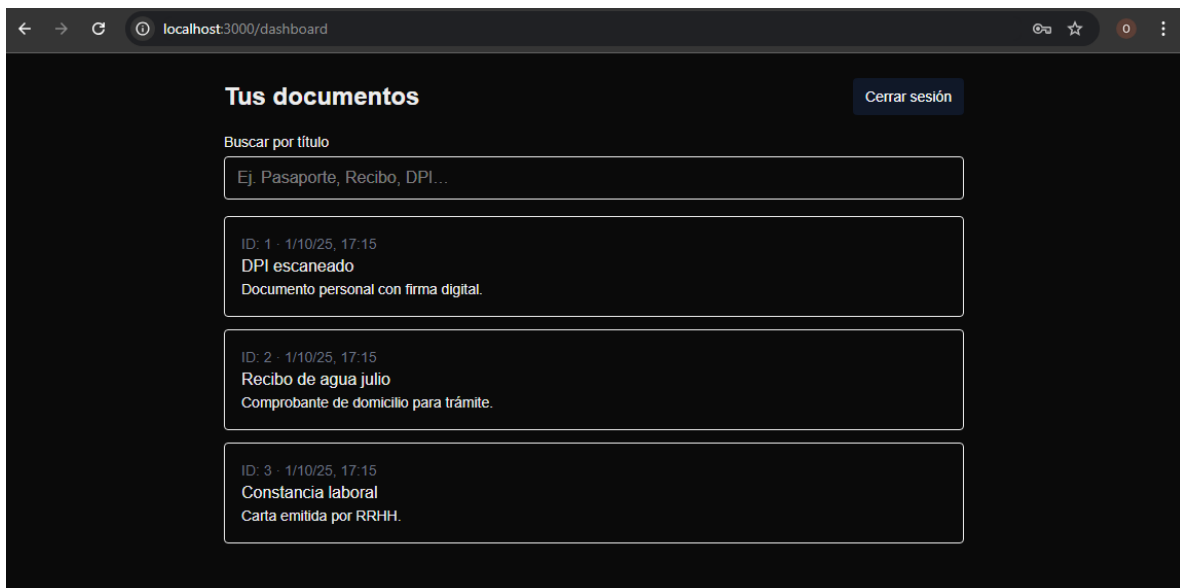 localhost:3000/dashboard
O
Tus documentos
Cerrar sesión
Buscar por título
Ej. Pasaporte, Recibo, DPI...
ID: 1 · 1/10/25, 17:15
DPI escaneado
Documento personal con firma digital.
ID: 2 · 1/10/25, 17:15
Recibo de agua julio
Comprobante de domicilio para trámite.
ID: 3 · 1/10/25, 17:15
Constancia laboral
Carta emitida por RRHH.